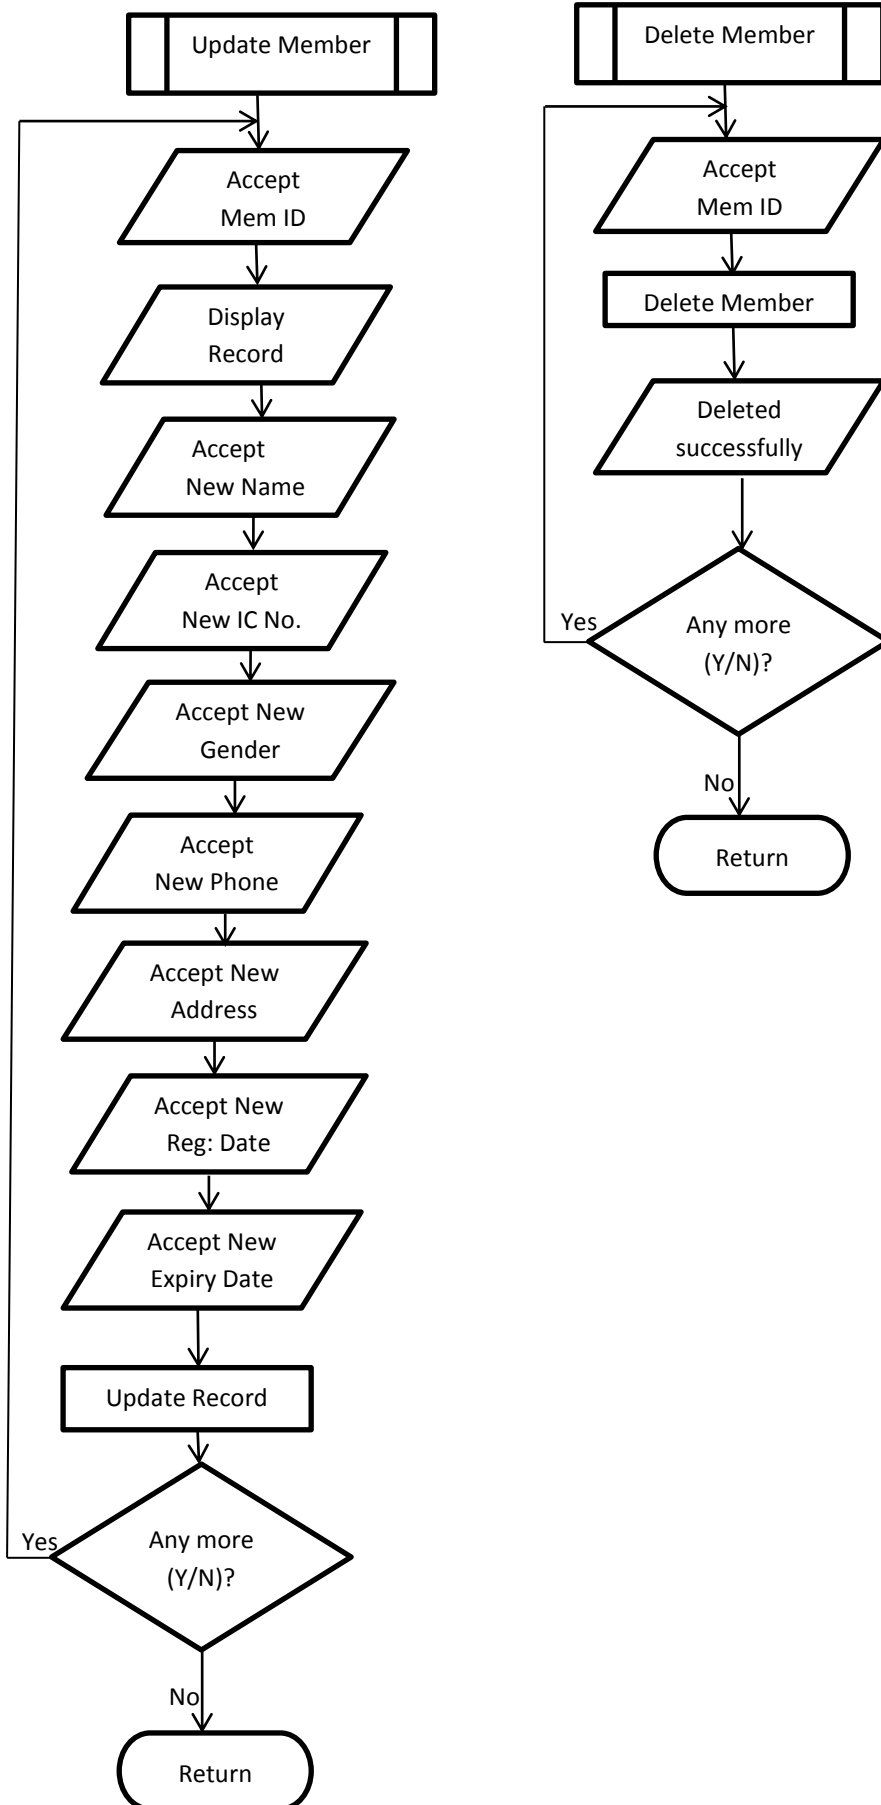 Update Member
Accept
Mem ID
Display
Record
Accept
New Name
Accept
New IC No.
Accept New
Gender
Accept
New Phone
Accept New
Address
Accept New
Reg: Date
Accept New
Expiry Date
Update Record
Any more
(Y/N)?
Yes
No
Return
Delete Member
Accept
Mem ID
Delete Member
Deleted
successfully
Any more
(Y/N)?
Yes
No
Return